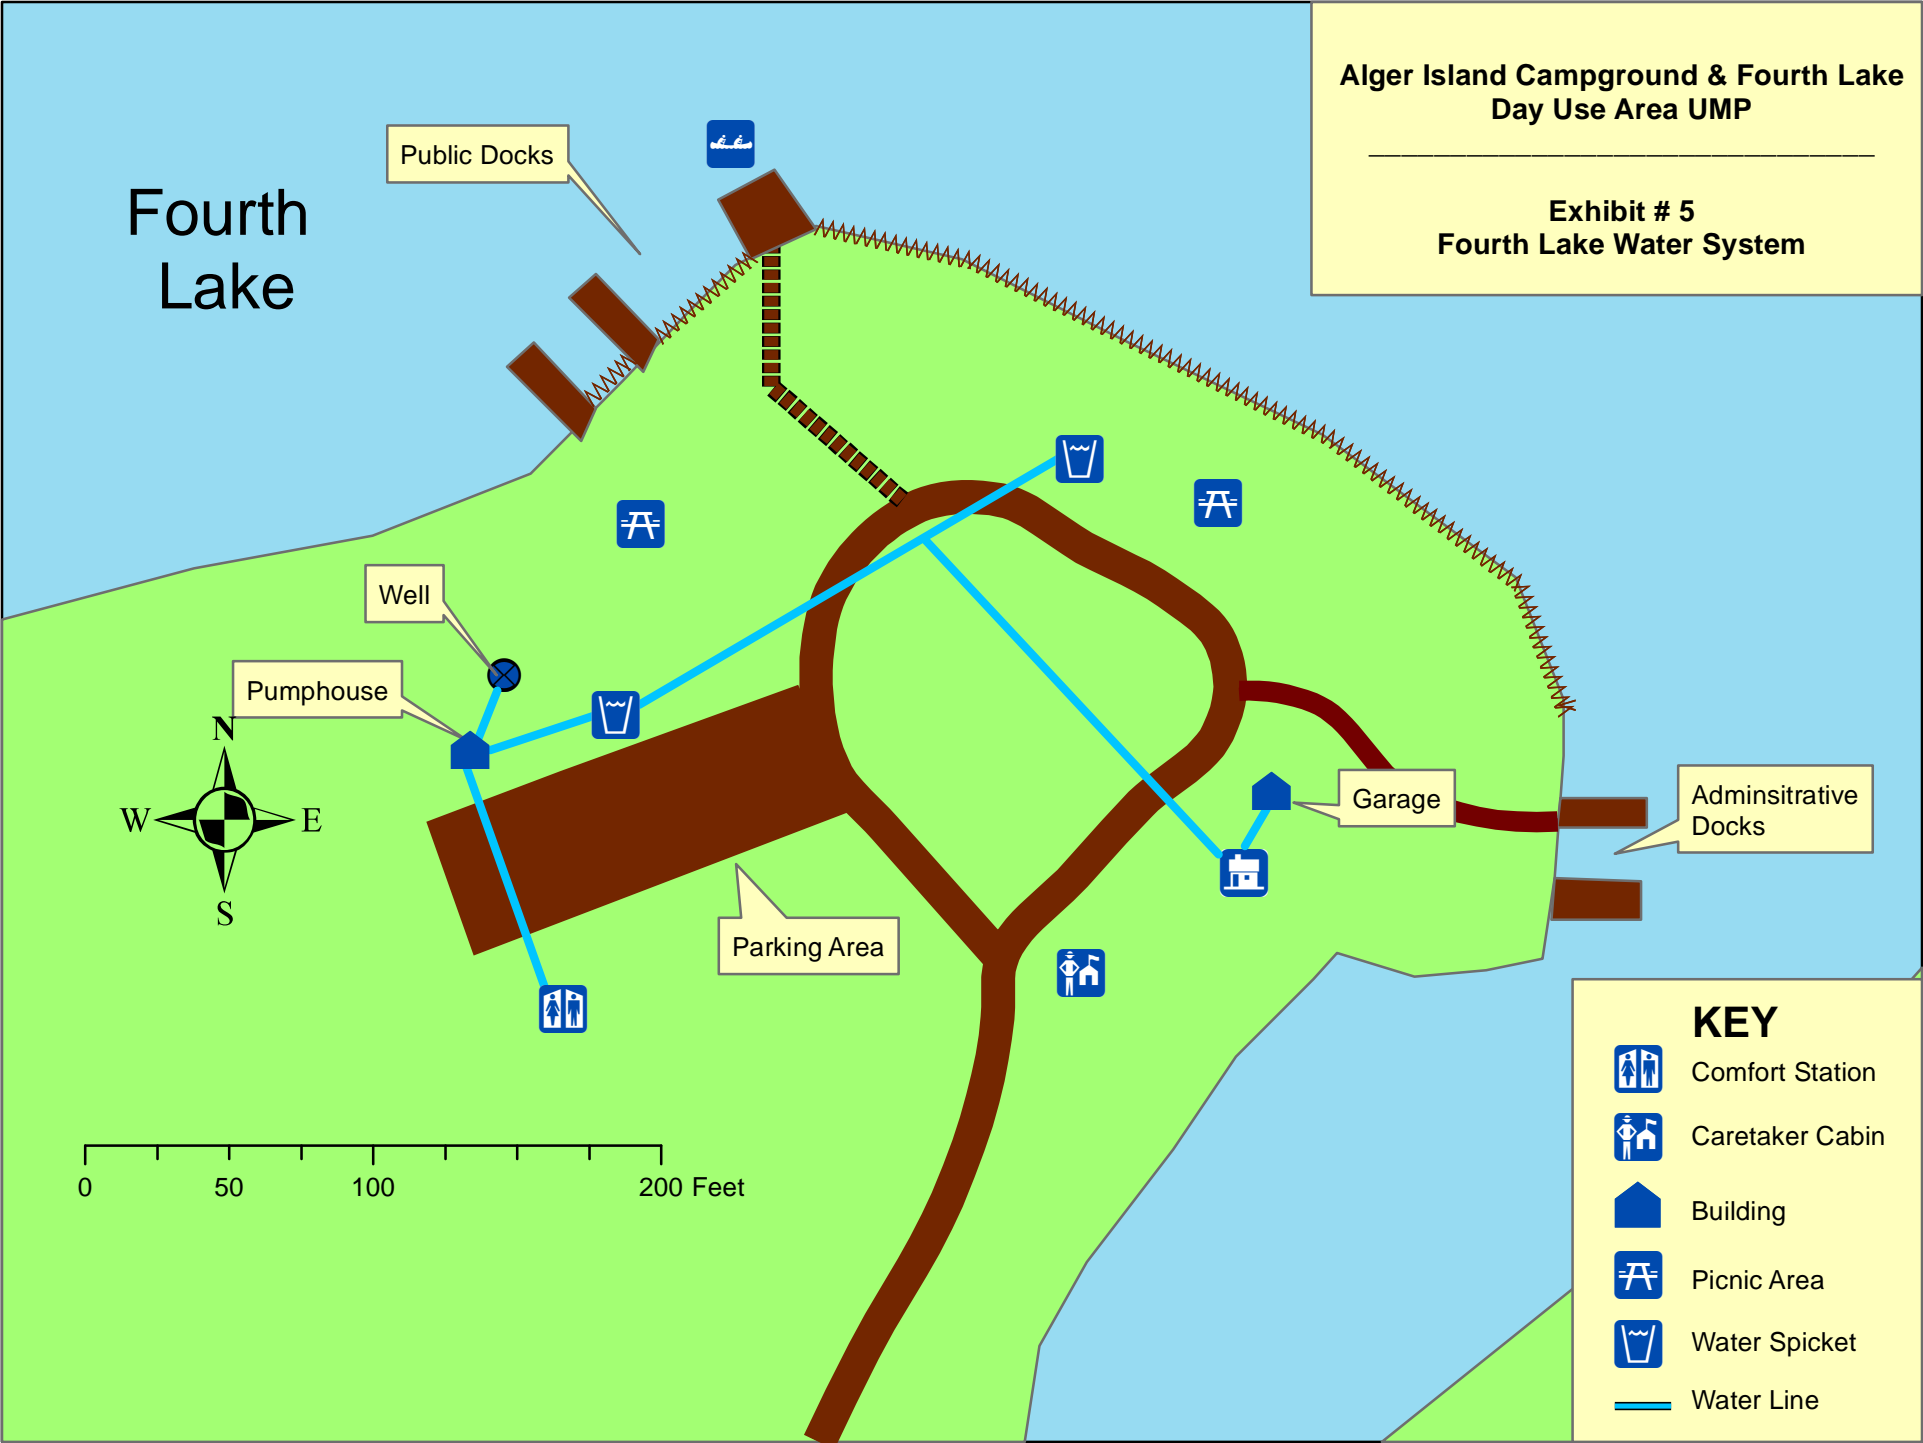 Alger Island Campground & Fourth Lake
Day Use Area UMP
Exhibit # 5
Fourth Lake Water System
Public Docks
Fourth
Lake
Well
Pumphouse
N
W
E
S
Garage
Adminsitrative
Docks
Parking Area
0
50
100
200 Feet
KEY
Comfort Station
Caretaker Cabin
Building
Picnic Area
Water Spicket
Water Line